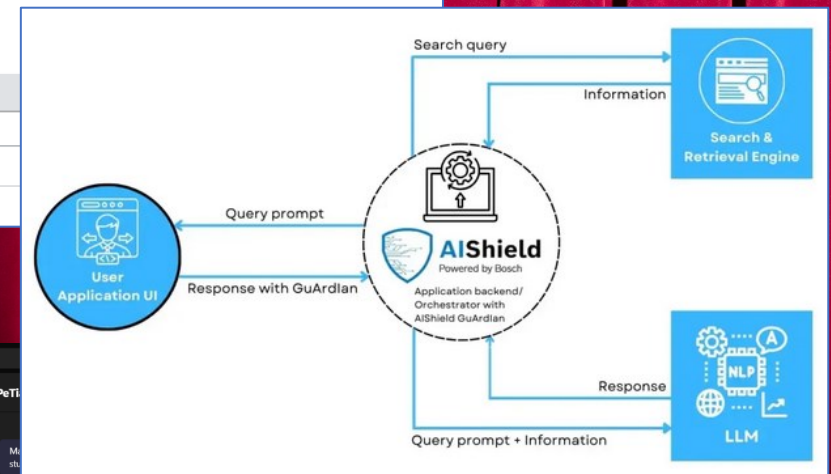 Search query
Information
Search &
Retrieval Engine
Query prompt
User
Application UI
Response with GuArdIan
AIShield
Powered by Bosch
Application backend/
Orchestrator with
AIShield GuArdIan
A
NLP
Response
LLM
Query prompt + Information